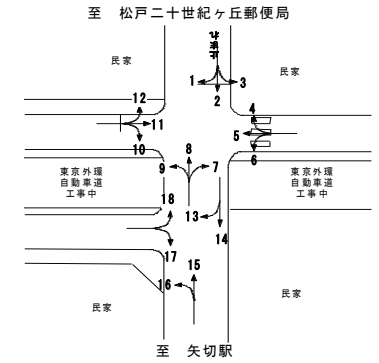 至 松戸二十世紀ヶ丘郵便局
民家
民家
止まれ
1
3
2
12
11
10
4
5
6
8
9
7
東京外環
自動車道
工事中
東京外環
自動車道
工事中
18
13
14
17
15
16
民家
民家
至 矢切駅